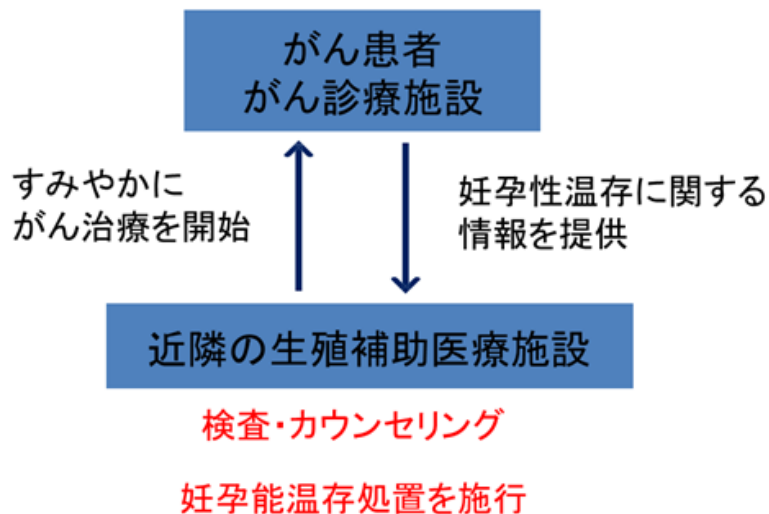 がん患者
がん診療施設
すみやかに
がん治療を開始
妊孕性温存に関する
情報を提供
近隣の生殖補助医療施設
検査・カウンセリング
妊孕能温存処置を施行